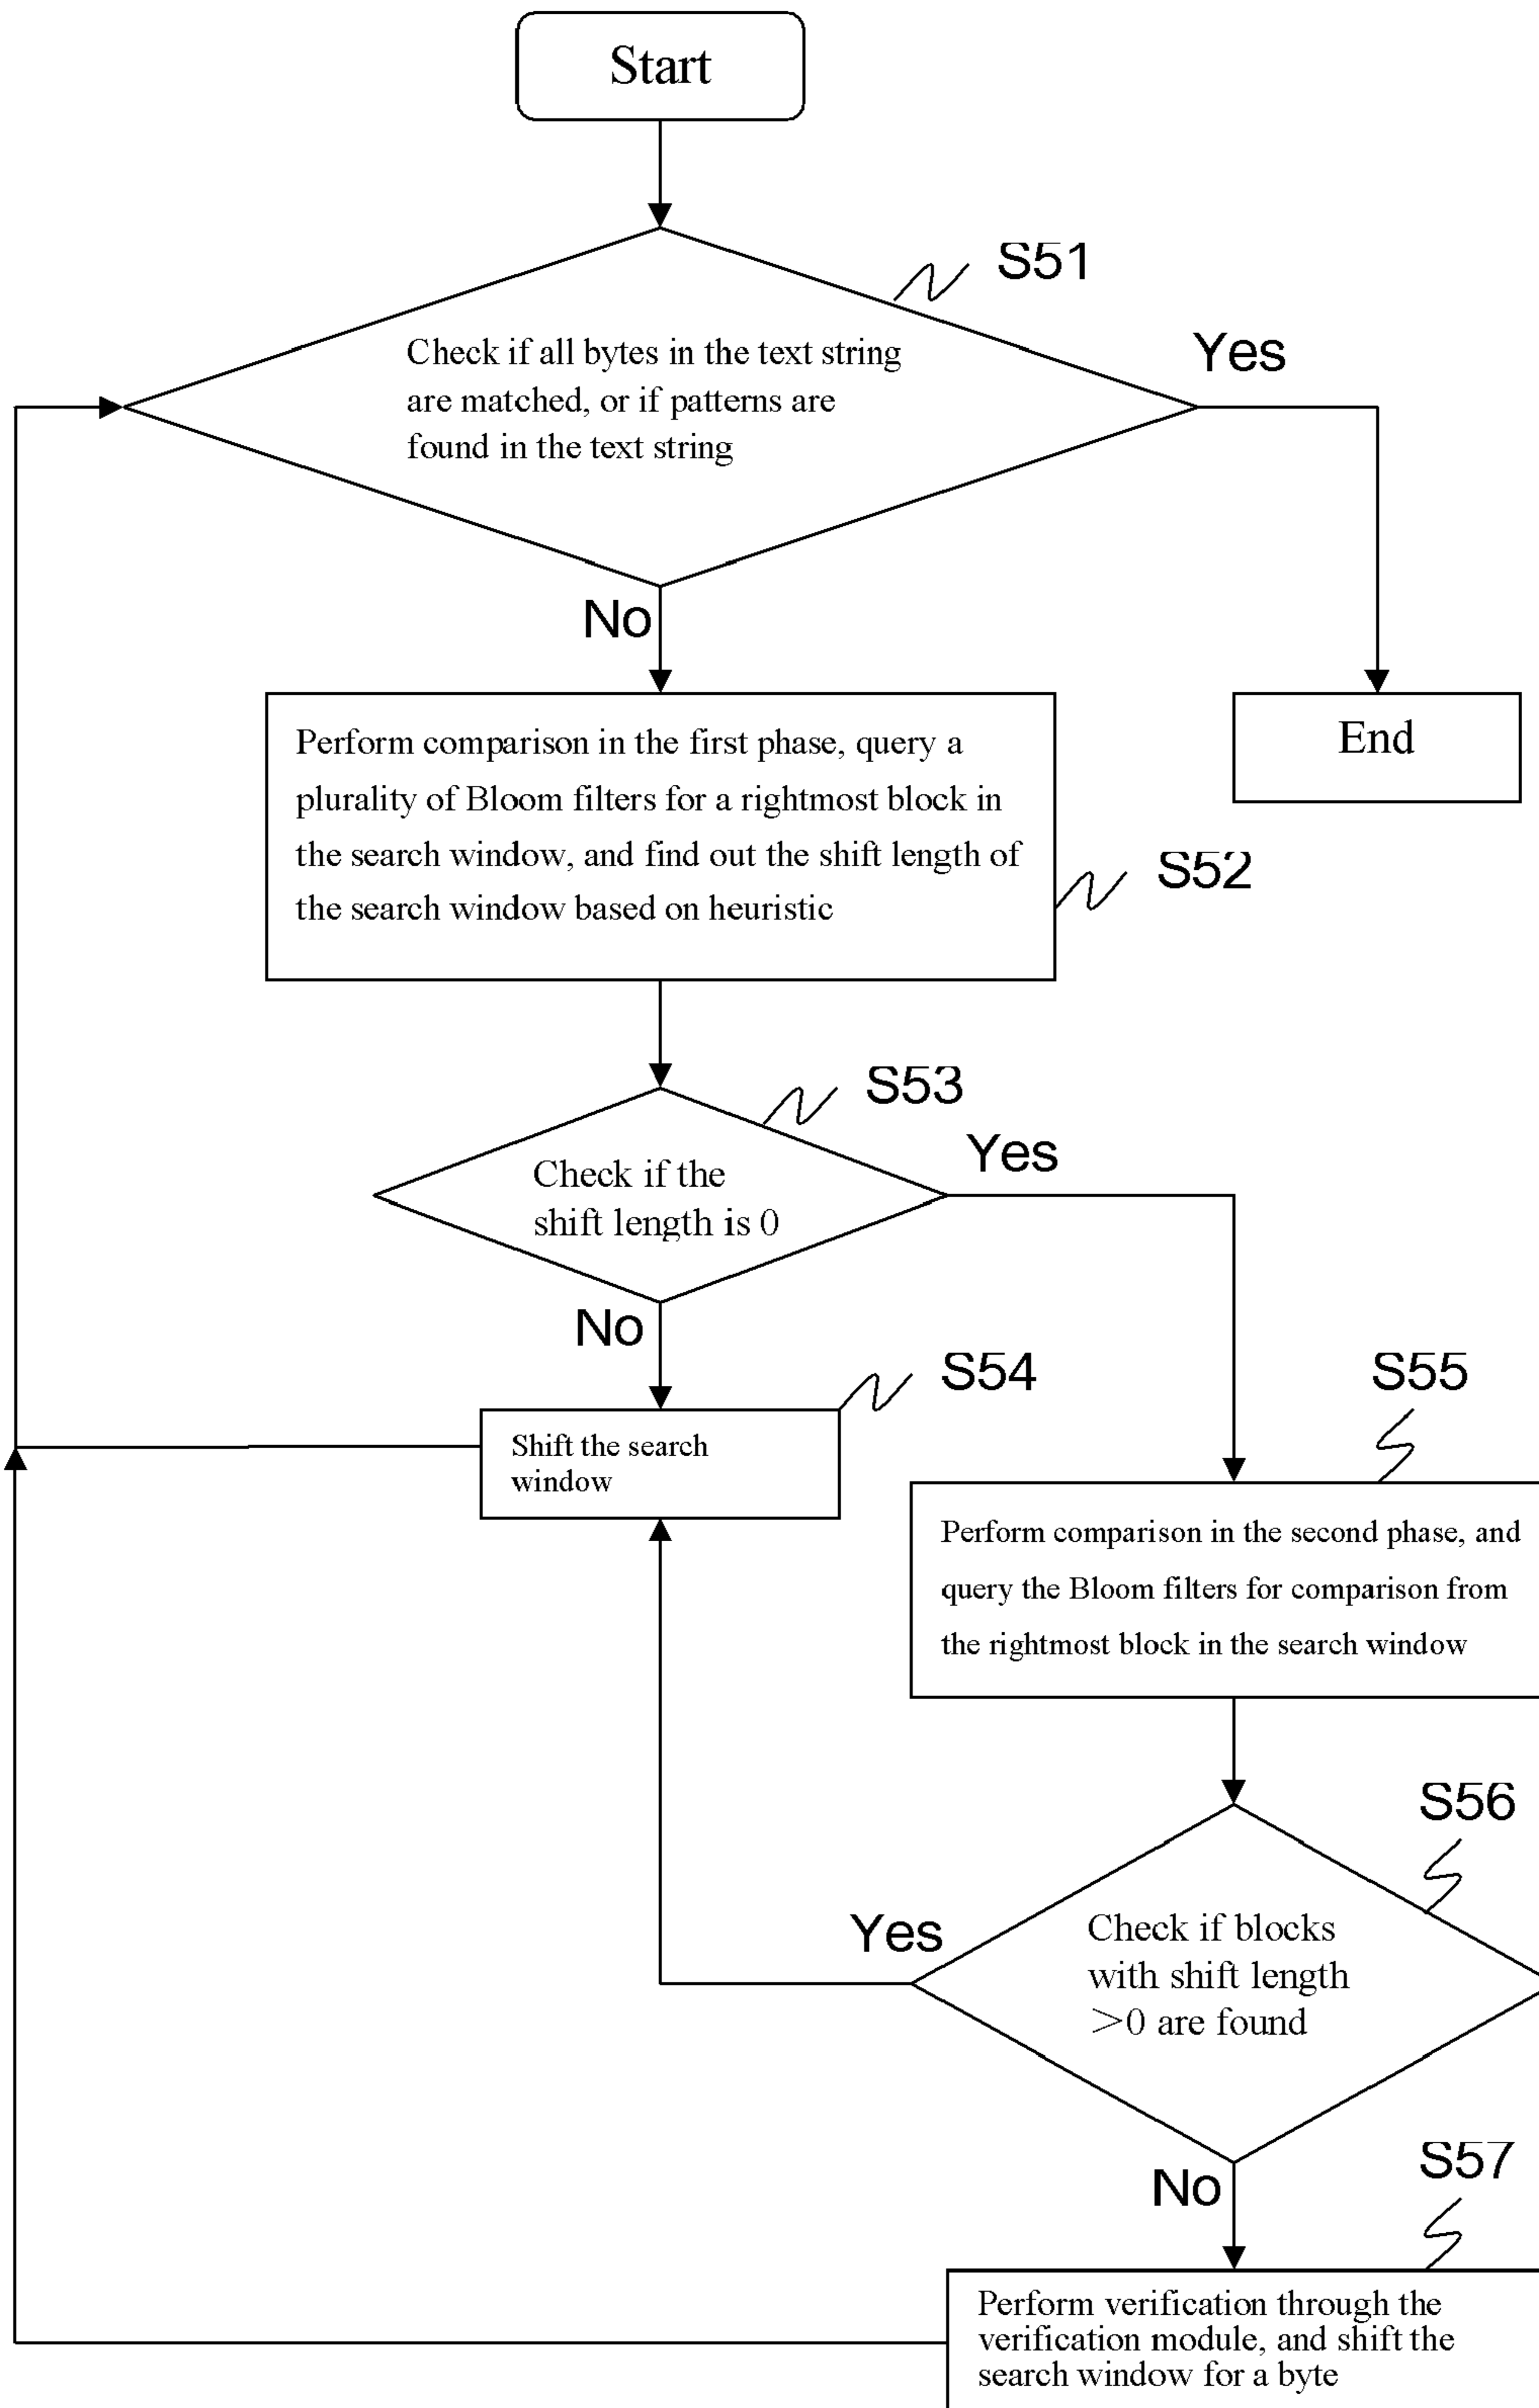 Start
S51
Check if all bytes in the text string
are matched, or if patterns are
found in the text string
Yes
No
Perform comparison in the first phase, query a
plurality of Bloom filters for a rightmost block in
the search window, and find out the shift length of
the search window based on heuristic
End
S52
S53
Check if the
shift length is 0
Yes
No
S54
Shift the search
window
S55
Perform comparison in the second phase, and
query the Bloom filters for comparison from
the rightmost block in the search window
S56
Check if blocks
with shift length
>0 are found
Yes
No
S57
Perform verification through the
verification module, and shift the
search window for a byte